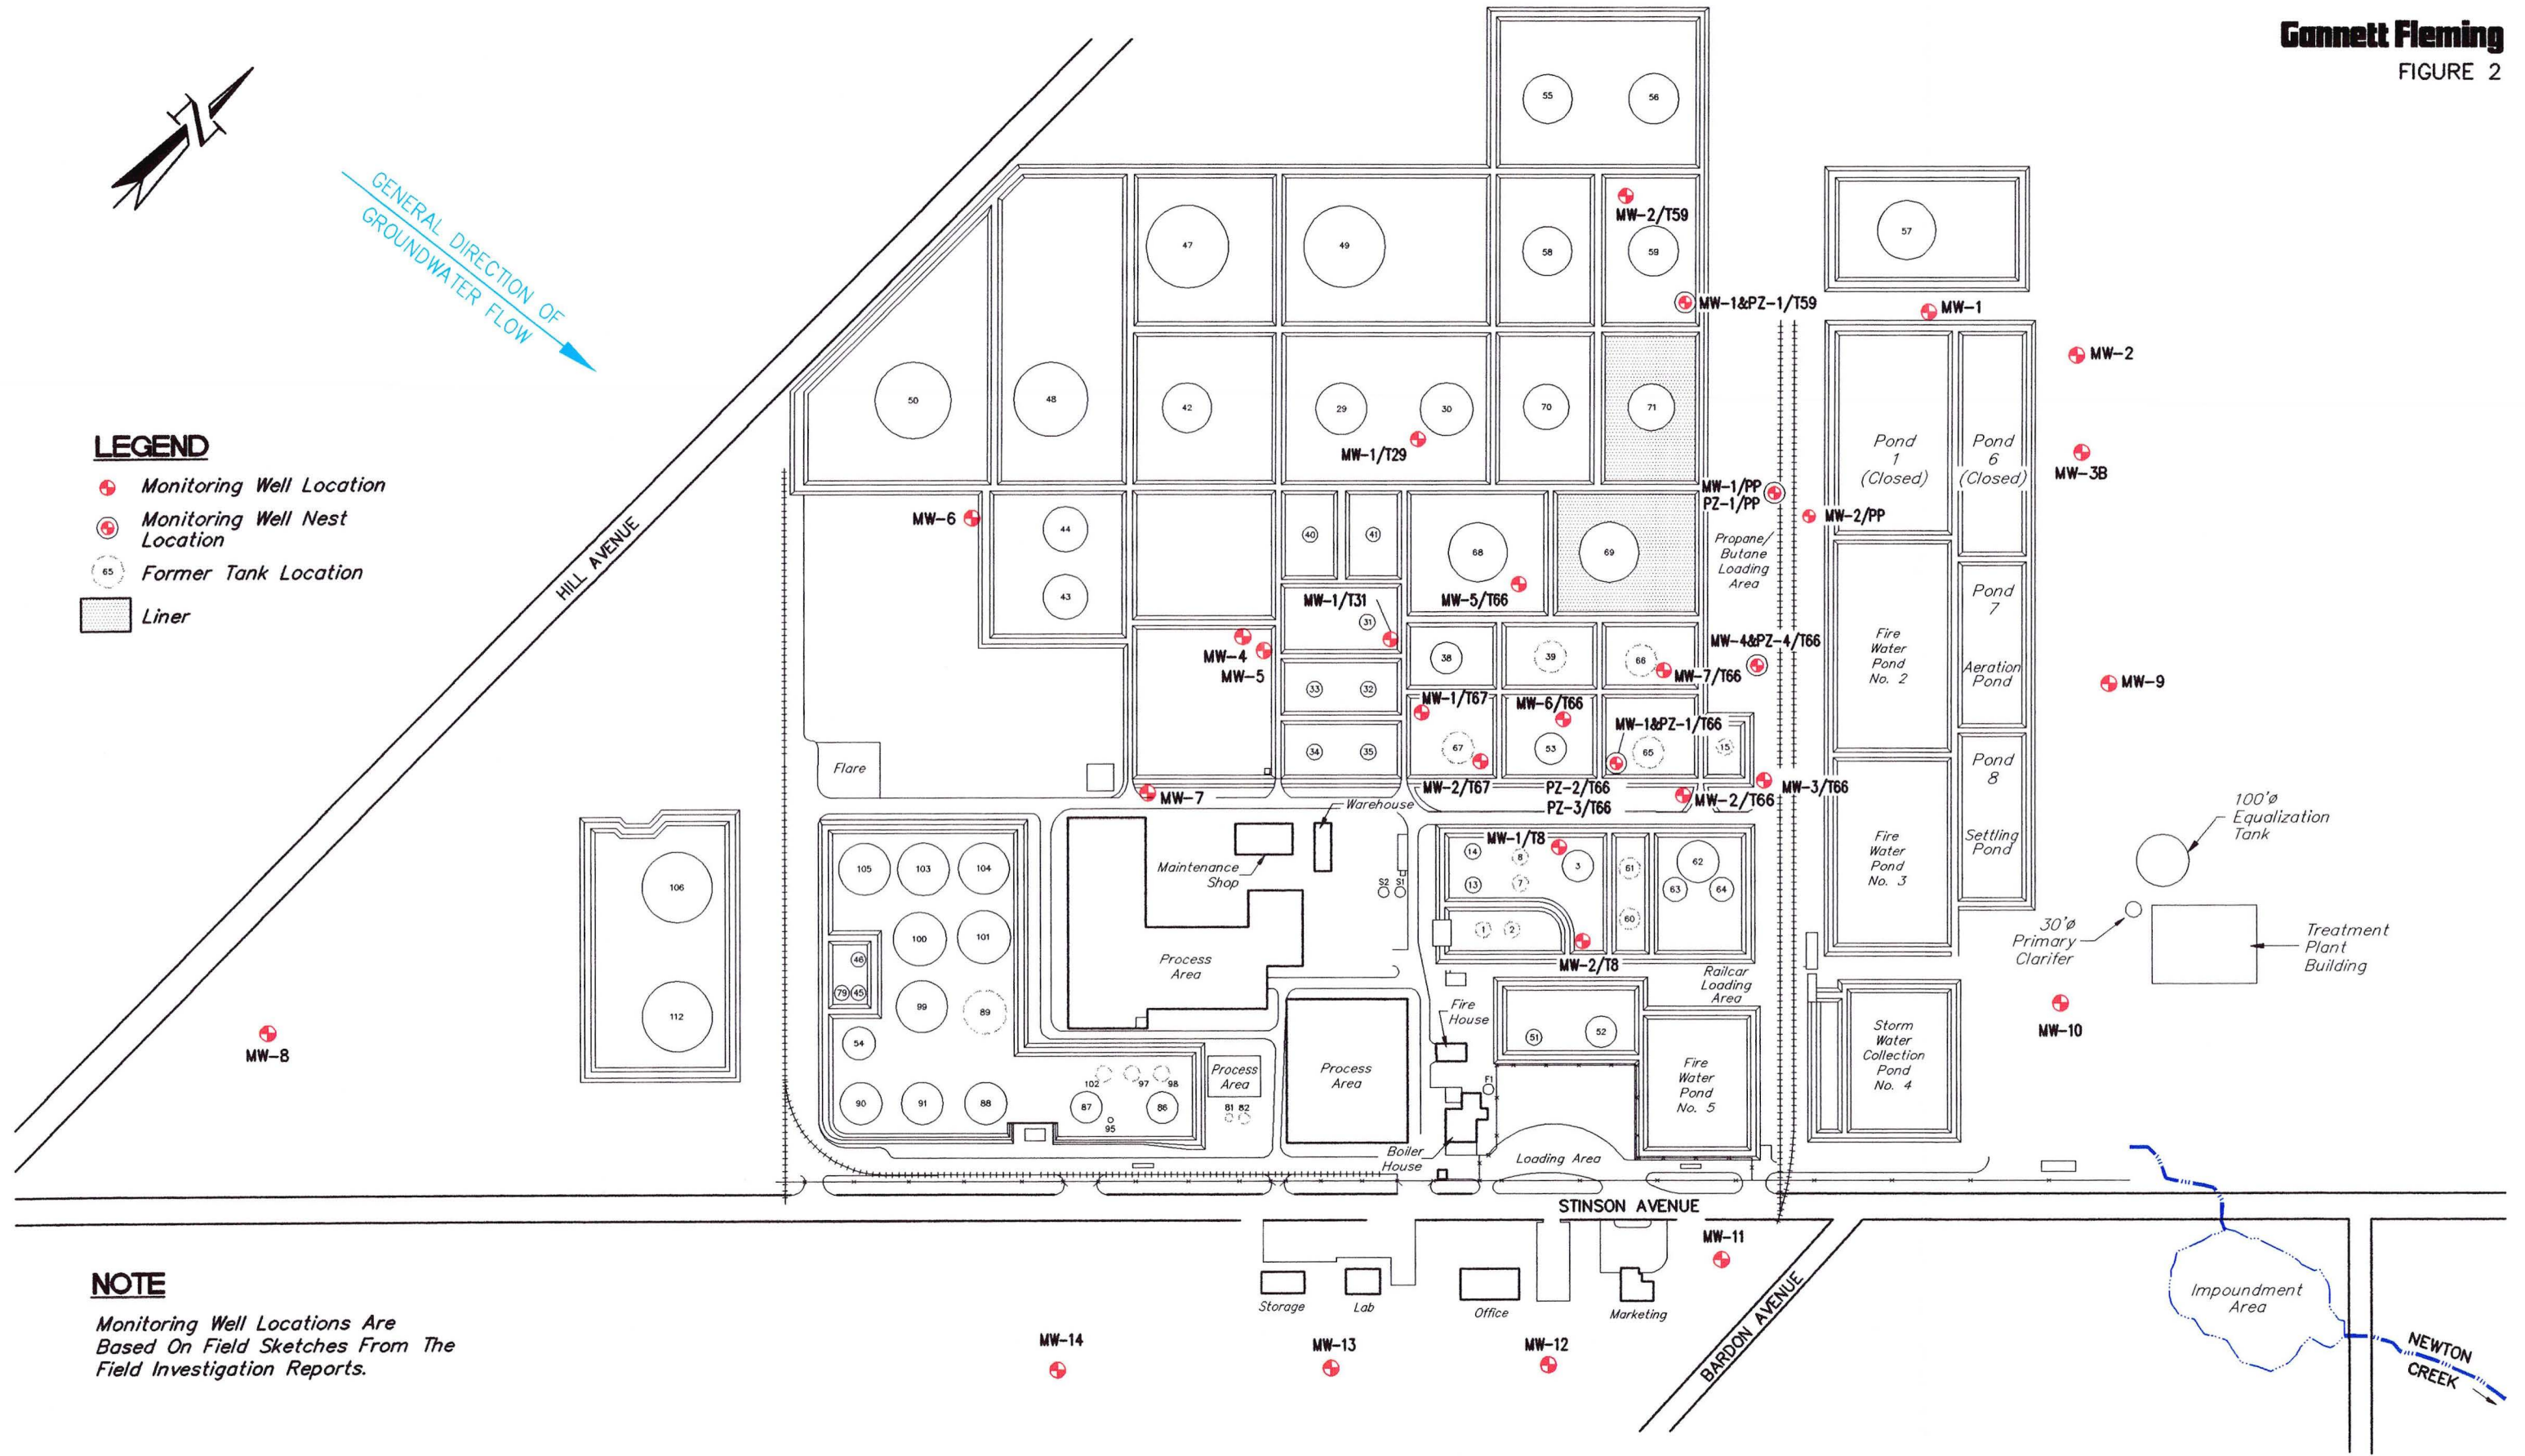 Gannett Fleming
FIGURE 2
N
GENERAL DIRECTION OF
GROUNDWATER FLOW
LEGEND
Monitoring Well Location
Monitoring Well Nest
Location
65
Former Tank Location
Liner
HILL AVENUE
55
56
47
49
58
59
57
MW-2/T59
MW-1&PZ-1/T59
MW-1
MW-2
50
48
42
29
30
70
71
MW-1/T29
Pond
1
(Closed)
Pond
6
(Closed)
MW-3B
MW-1/PP
PZ-1/PP
MW-2/PP
MW-6
44
43
40
41
68
69
Propane/
Butane
Loading
Area
MW-5/T66
MW-1/T31
31
Pond
7
Aeration
Pond
Fire
Water
Pond
No. 2
MW-4
MW-5
38
39
66
MW-4&PZ-4/T66
MW-7/T66
MW-9
33
32
MW-1/T67
MW-6/T66
MW-1&PZ-1/T66
34
35
67
53
65
15
Flare
MW-7
MW-2/T67
PZ-2/T66
PZ-3/T66
MW-2/T66
MW-3/T66
Pond
8
Settling
Pond
Fire
Water
Pond
No. 3
100'ø
Equalization
Tank
30'ø
Primary
Clarifer
Treatment
Plant
Building
Warehouse
Maintenance
Shop
S2
S1
MW-1/T8
14
8
3
13
7
1
2
61
60
62
63
64
MW-2/T8
106
112
105
103
104
100
101
46
79
45
99
89
54
90
91
88
102
97
98
87
86
95
Process
Area
Process
Area
81
82
Process
Area
Fire
House
F1
Boiler
House
51
52
Railcar
Loading
Area
Fire
Water
Pond
No. 5
Loading Area
Storm
Water
Collection
Pond
No. 4
MW-10
MW-8
STINSON AVENUE
MW-11
Storage
Lab
Office
Marketing
BARDON AVENUE
MW-14
MW-13
MW-12
Impoundment
Area
NEWTON
CREEK
NOTE
Monitoring Well Locations Are
Based On Field Sketches From The
Field Investigation Reports.